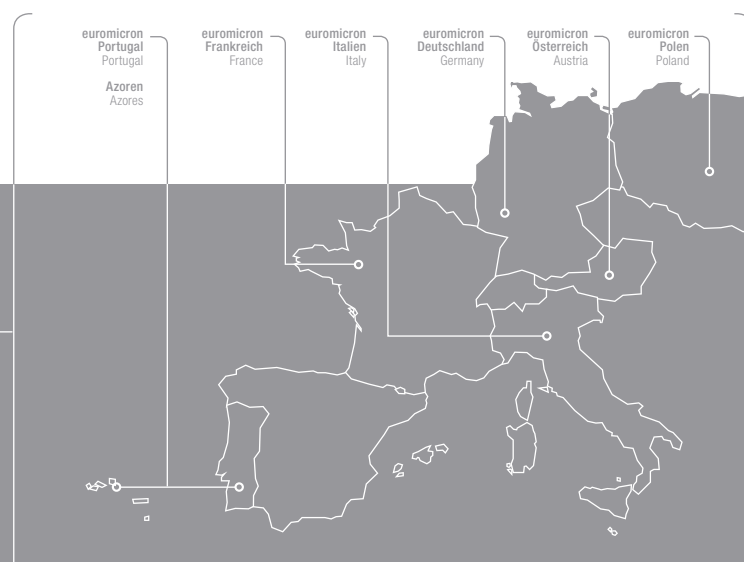 euromicron
Portugal
Portugal
Azoren
Azores
euromicron
Frankreich
France
euromicron
Italien
Italy
euromicron
Deutschland
Germany
euromicron
Österreich
Austria
euromicron
Polen
Poland